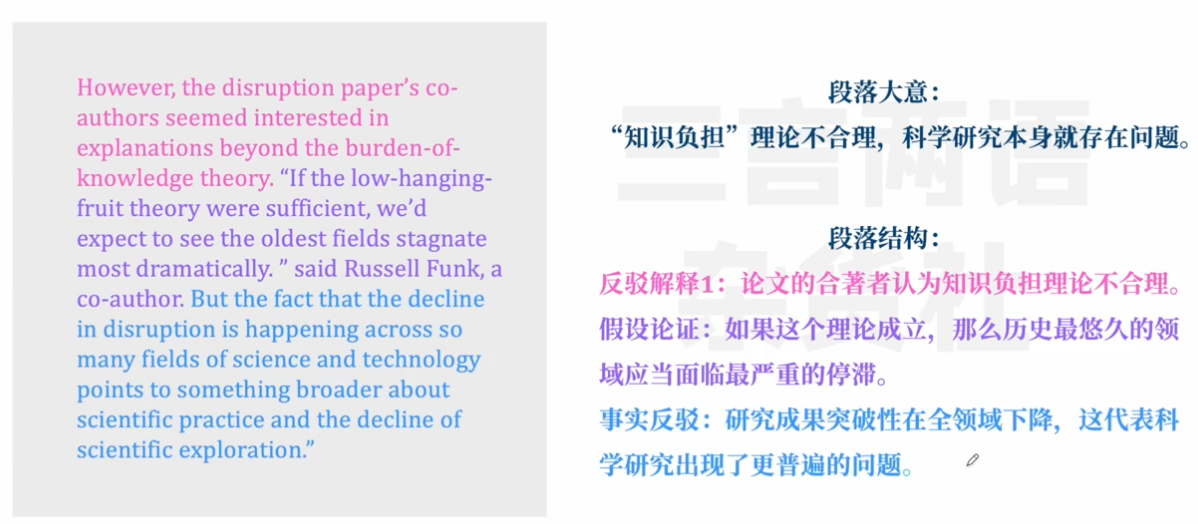 However, the disruption paper's co-
authors seemed interested in
explanations beyond the burden-of-
knowledge theory. “If the low-hanging-
fruit theory were sufficient, we'd
expect to see the oldest fields stagnate
most dramatically. ” said Russell Funk, a
co-author. But the fact that the decline
in disruption is happening across so
many fields of science and technology
points to something broader about
scientific practice and the decline of
scientific exploration.”
三言两语
杂货社
段落大意：
“知识负担”理论不合理，科学研究本身就存在问题。
段落结构：
反驳解释1：论文的合著者认为知识负担理论不合理。
假设论证：如果这个理论成立，那么历史最悠久的领
域应当面临最严重的停滞。
事实反驳：研究成果突破性在全领域下降，这代表科
学研究出现了更普遍的问题。